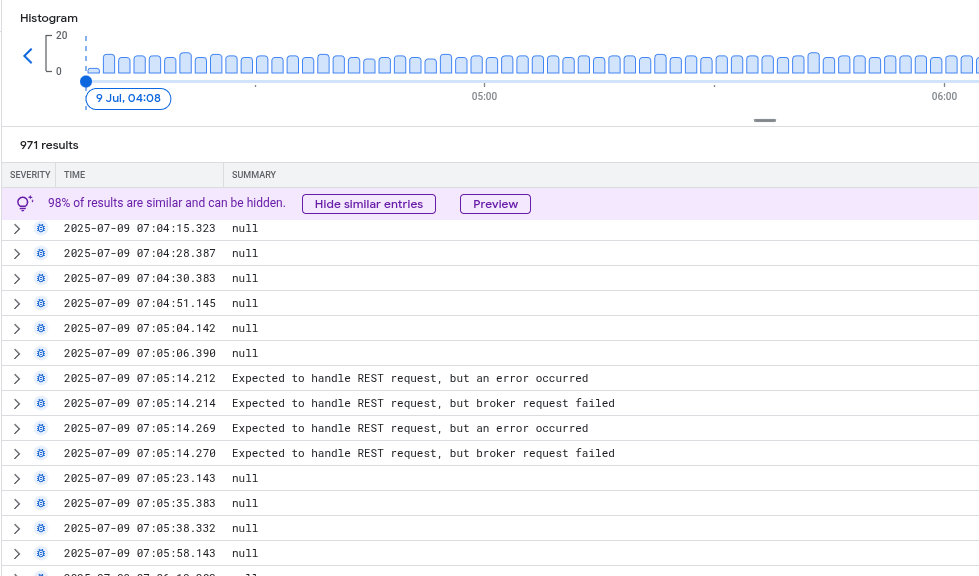 Histogram
20
0
9 Jul, 04:08
05:00
06:00
971 results
SEVERITY TIME SUMMARY
98% of results are similar and can be hidden. Hide similar entries Preview
2025-07-09 07:04:15.323 null
2025-07-09 07:04:28.387 null
2025-07-09 07:04:30.383 null
2025-07-09 07:04:51.145 null
2025-07-09 07:05:04.142 null
2025-07-09 07:05:06.390 null
2025-07-09 07:05:14.212 Expected to handle REST request, but an error occurred
2025-07-09 07:05:14.214 Expected to handle REST request, but broker request failed
2025-07-09 07:05:14.269 Expected to handle REST request, but an error occurred
2025-07-09 07:05:14.270 Expected to handle REST request, but broker request failed
2025-07-09 07:05:23.143 null
2025-07-09 07:05:35.383 null
2025-07-09 07:05:38.332 null
2025-07-09 07:05:58.143 null